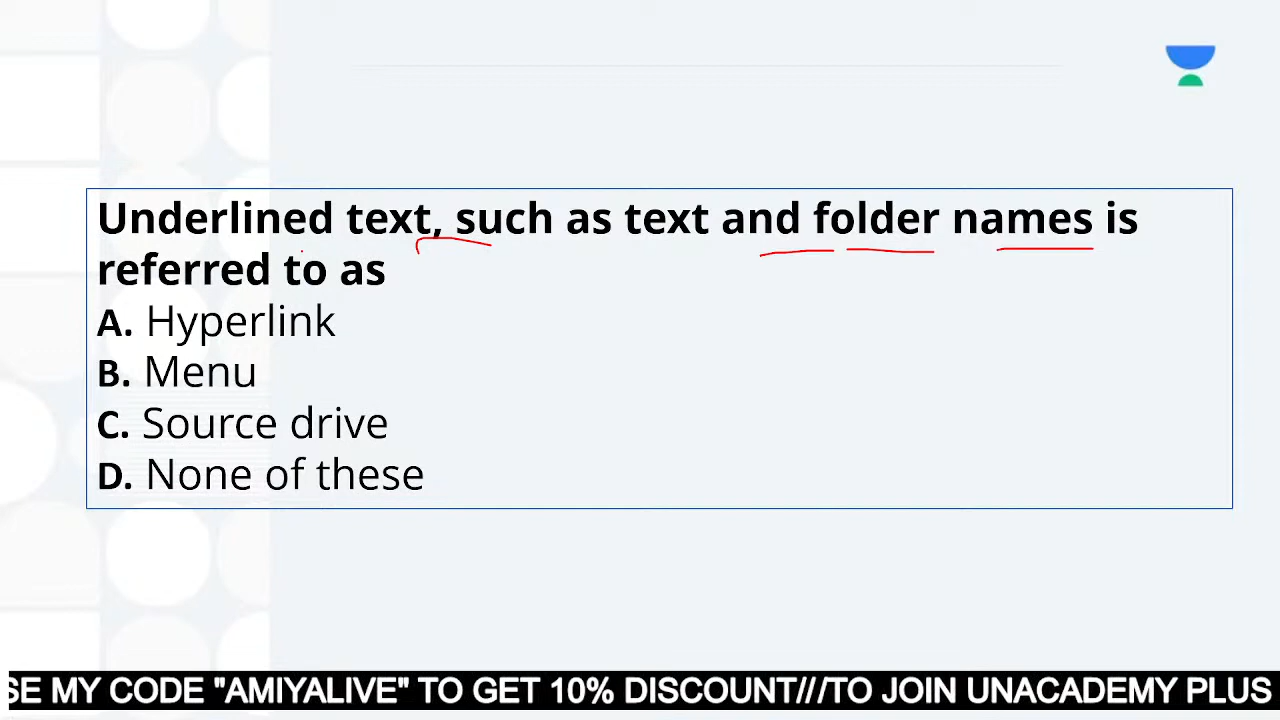 Underlined text, such as text and folder names is
referred to as
A. Hyperlink
B. Menu
C. Source drive
D. None of these
SE MY CODE "AMIYALIVE" TO GET 10% DISCOUNT///TO JOIN UNACADEMY PLUS